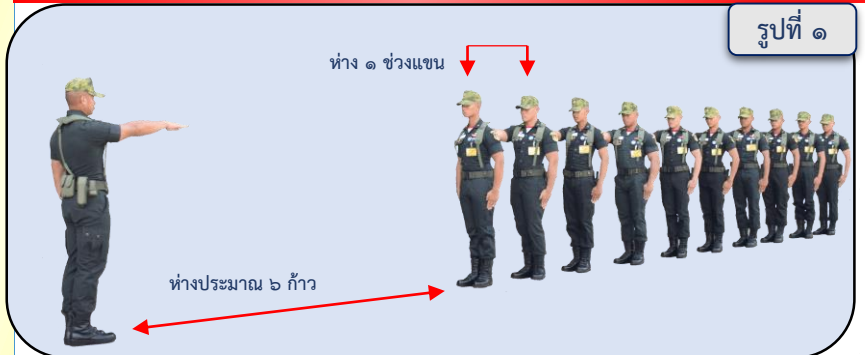 รูปที่ ๑
ห่าง ๑ ช่วงแขน
ห่างประมาณ ๖ ก้าว